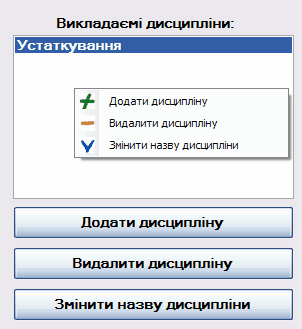 Викладаємі дисципліни:
Устаткування
Додати дисципліну
Видалити дисципліну
Змінити назву дисципліни
Додати дисципліну
Видалити дисципліну
Змінити назву дисципліни